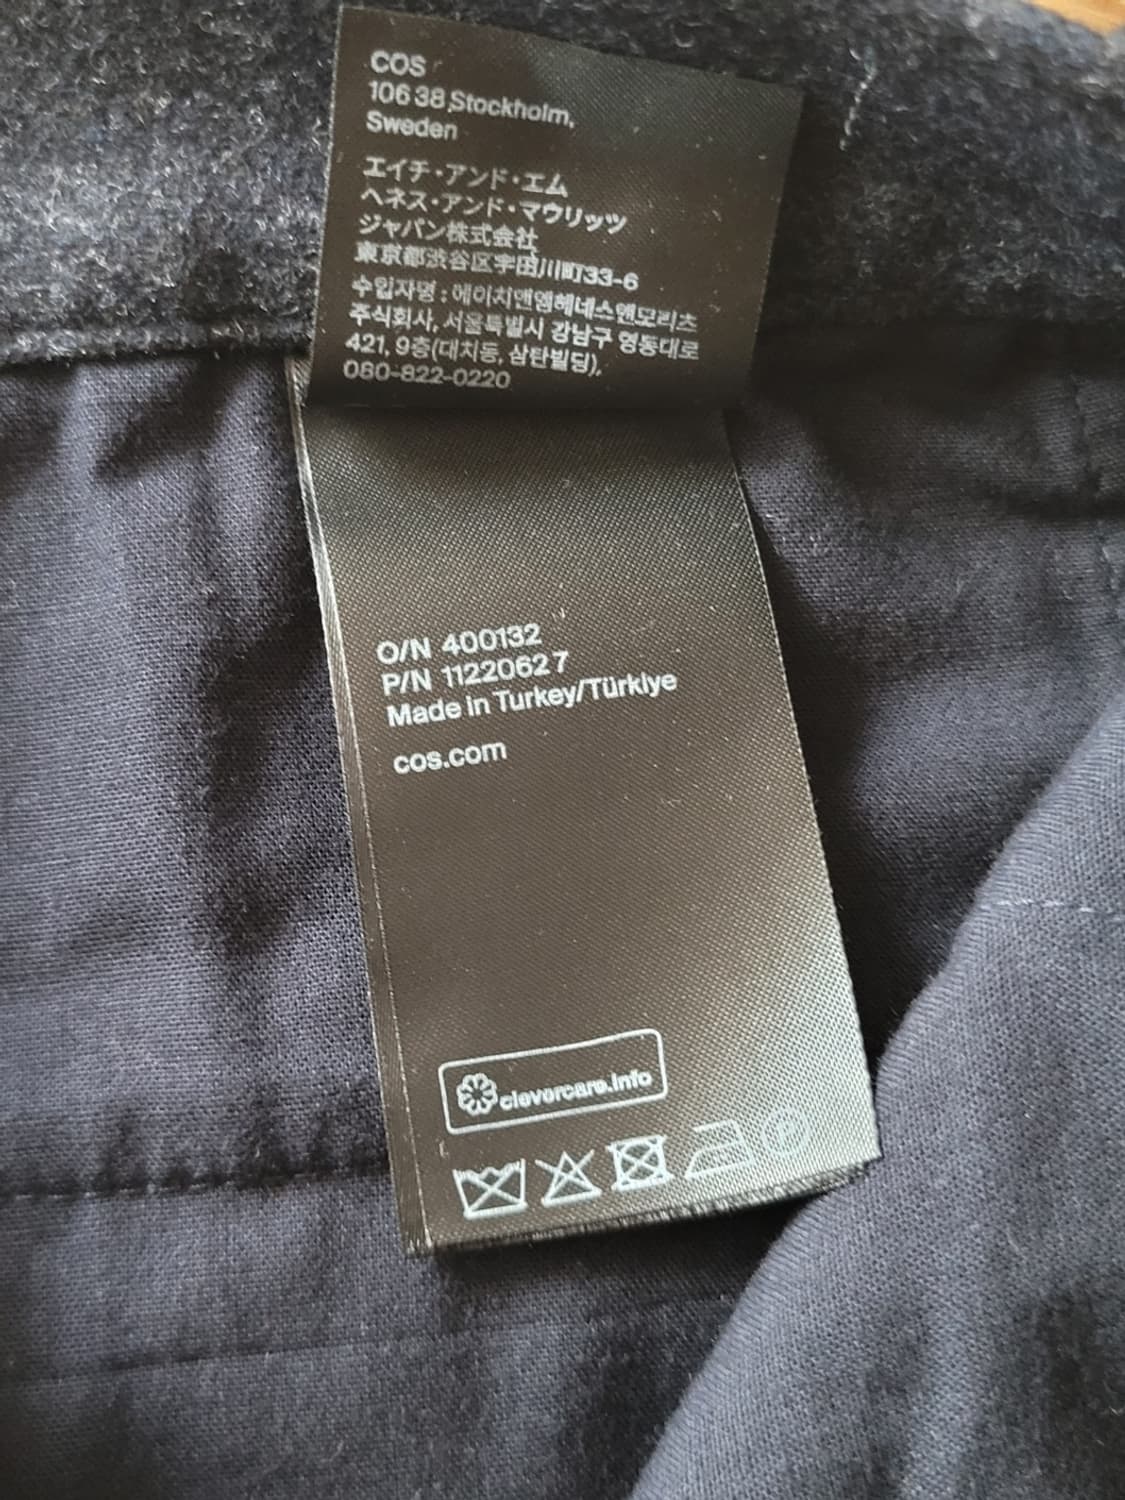 COS
106 38 Stockholm,
Sweden
エイチ・アンド・エム
ヘネス・アンド・マウリッツ
ジャパン株式会社
東京都渋谷区宇田川町33-6
수입자명 : 에이치앤엠헤네스앤모리츠
주식회사, 서울특별시 강남구 영동대로
421, 9층(대치동, 삼탄빌딩),
080-822-0220
O/N 400132
P/N 1122062 7
Made in Turkey/Türkiye
cos.com
clevercare.info
P